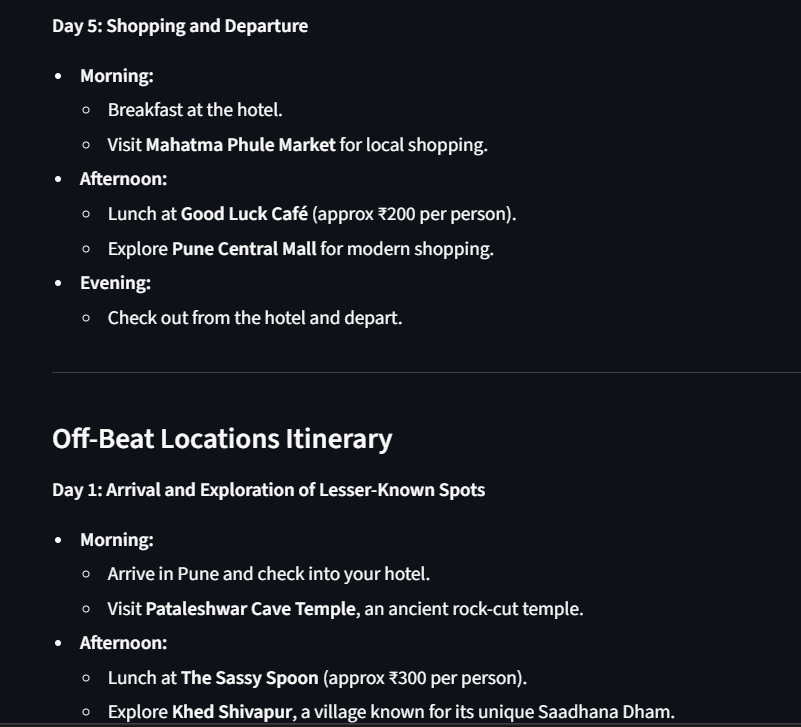 Day 5: Shopping and Departure
Morning:
Breakfast at the hotel.
Visit Mahatma Phule Market for local shopping.
Afternoon:
Lunch at Good Luck Café (approx ₹200 per person).
Explore Pune Central Mall for modern shopping.
Evening:
Check out from the hotel and depart.
Off-Beat Locations Itinerary
Day 1: Arrival and Exploration of Lesser-Known Spots
Morning:
Arrive in Pune and check into your hotel.
Visit Pataleshwar Cave Temple, an ancient rock-cut temple.
Afternoon:
Lunch at The Sassy Spoon (approx ₹300 per person).
Explore Khed Shivapur, a village known for its unique Saadhana Dham.